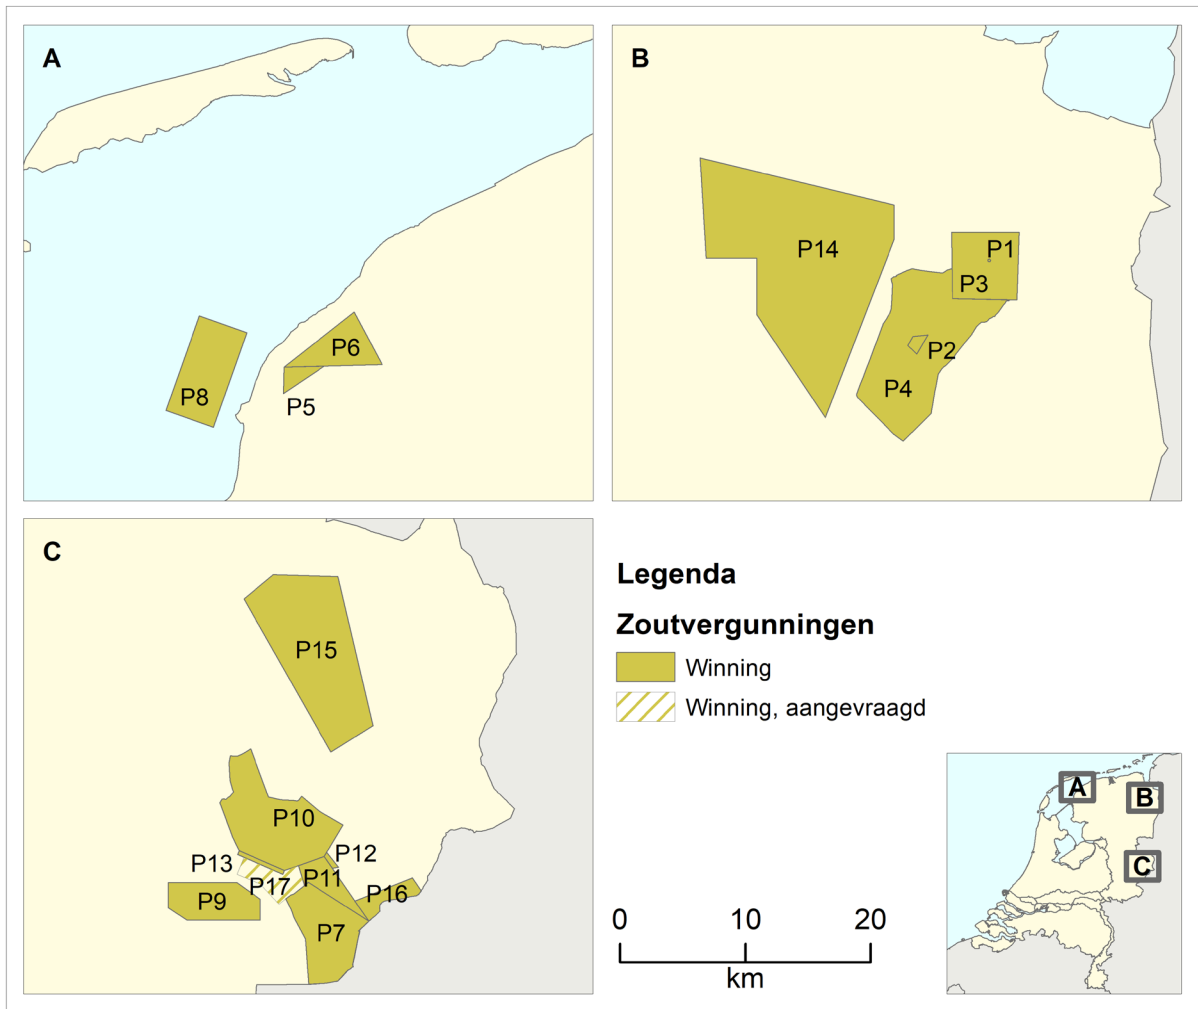 A
P8
P6
P5
B
P14
P1
P3
P2
P4
C
P15
P10
P12
P13
P11
P17
P16
P9
P7
Legenda
Zoutvergunningen
Winning
Winning, aangevraagd
0 10 20
km
A
B
C